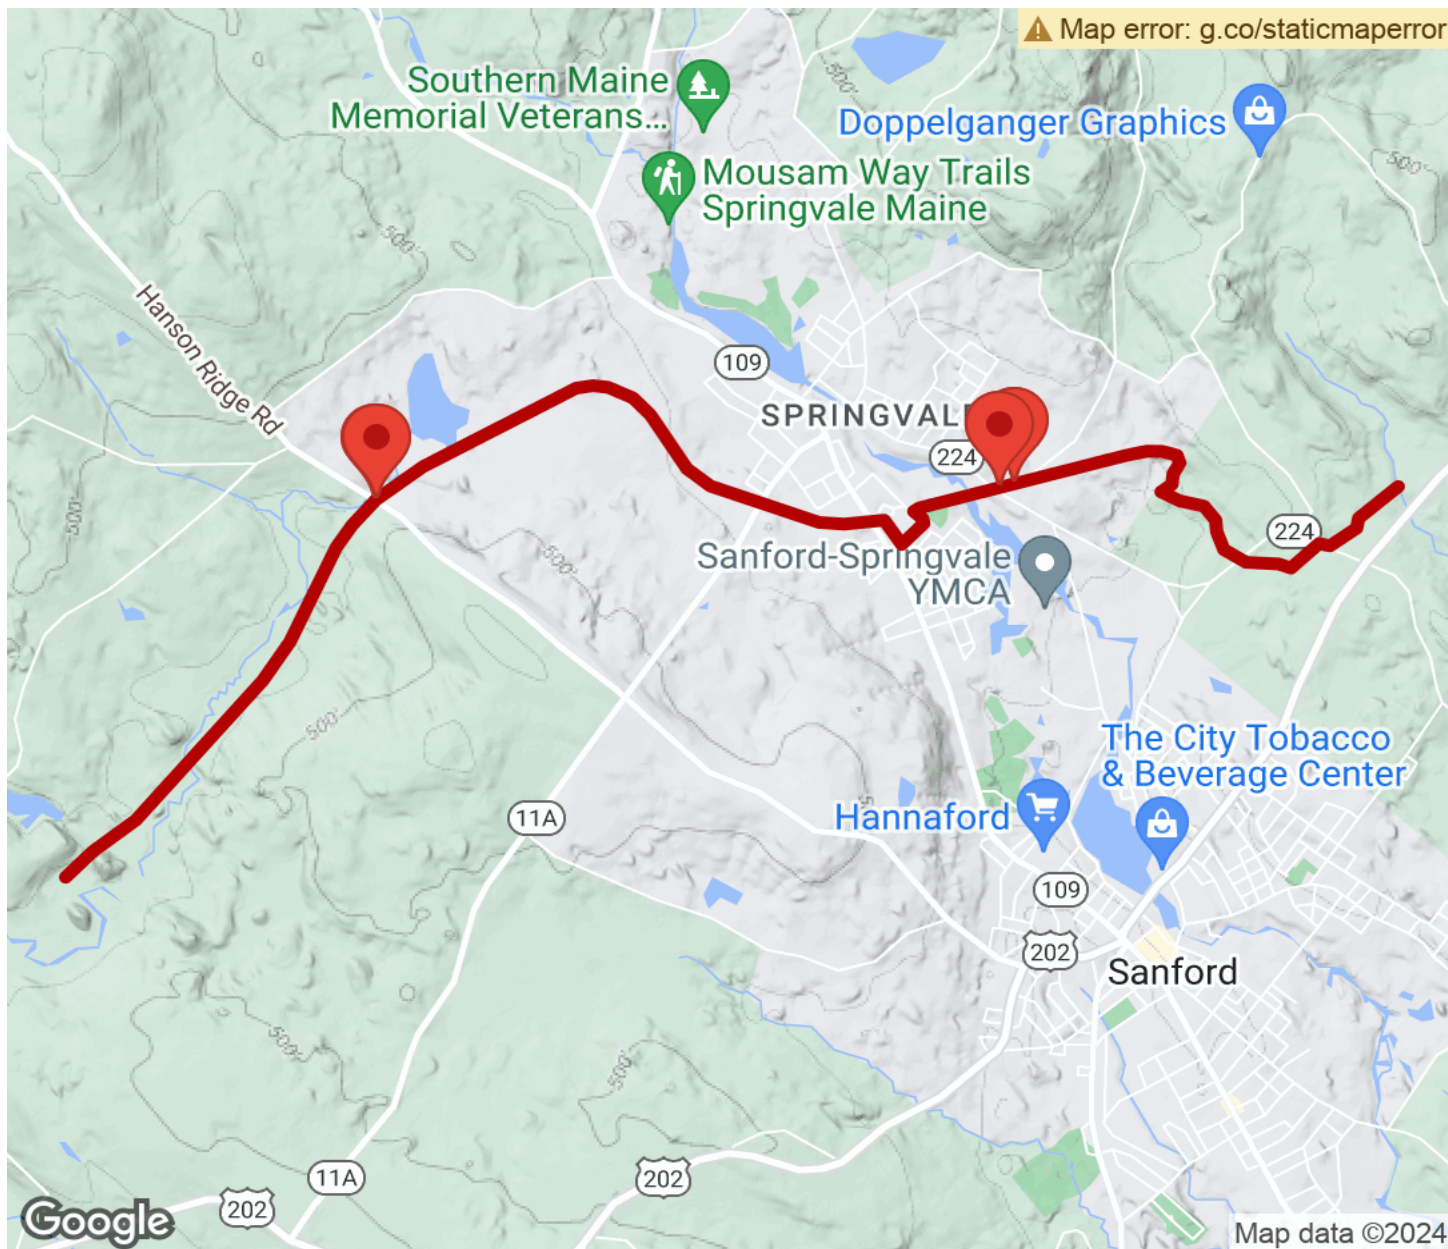 Map error: g.co/staticmaperror
Southern Maine
Memorial Veterans...
Doppelganger Graphics
500'
500'
Mousam Way Trails
Springvale Maine
500'
Hanson Ridge Rd
109
SPRINGVAL
224
500'
224
500'
Sanford-Springvale
YMCA
500'
The City Tobacco
& Beverage Center
11A
Hannaford
109
202
Sanford
500'
500'
11A
202
202
Google
Map data ©2024